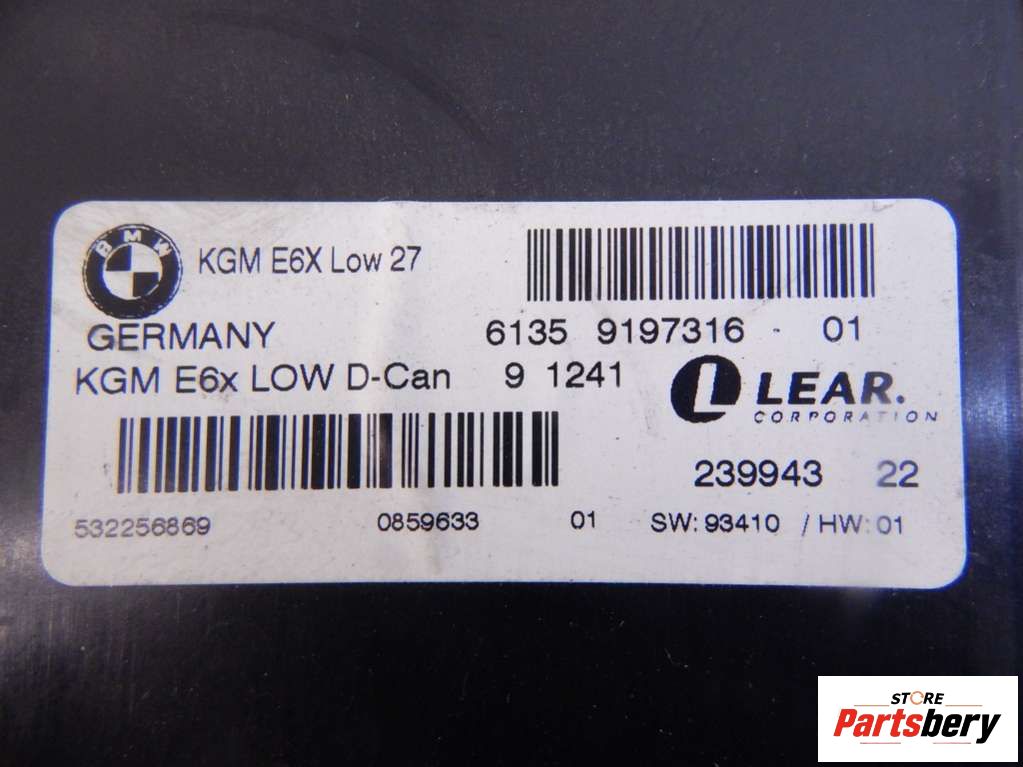 BMW
KGM E6X Low 27
GERMANY
6135 9197316 - 01
KGM E6x LOW D-Can 9 1241
L LEAR.
CORPORATION
239943 22
532256869 0859633 01 SW: 93410 / HW: 01
STORE
Partsbery